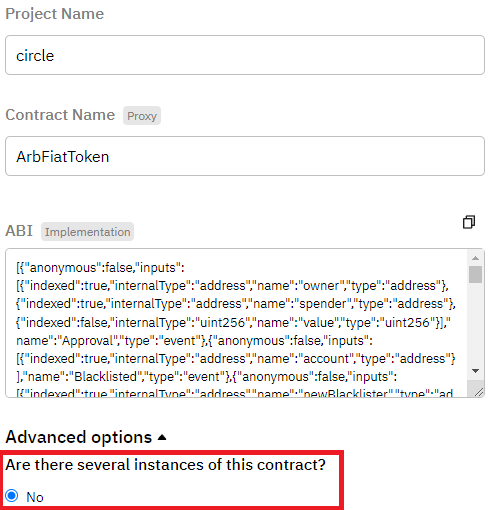 Project Name
circle
Contract Name Proxy
ArbFiatToken
ABI Implementation
[{"anonymous":false,"inputs":
[{"indexed":true,"internalType":"address","name":"owner","type":"address"},
{"indexed":true,"internalType":"address","name":"spender","type":"address"},
{"indexed":false,"internalType":"uint256","name":"value","type":"uint256"}],"
name":"Approval","type":"event"},{"anonymous":false,"inputs":
[{"indexed":true,"internalType":"address","name":"account","type":"address"}
],"name":"Blacklisted","type":"event"},{"anonymous":false,"inputs":
[{"indexed":true,"internalType":"address","name":"newBlacklister","type":"ad
Advanced options
Are there several instances of this contract?
No